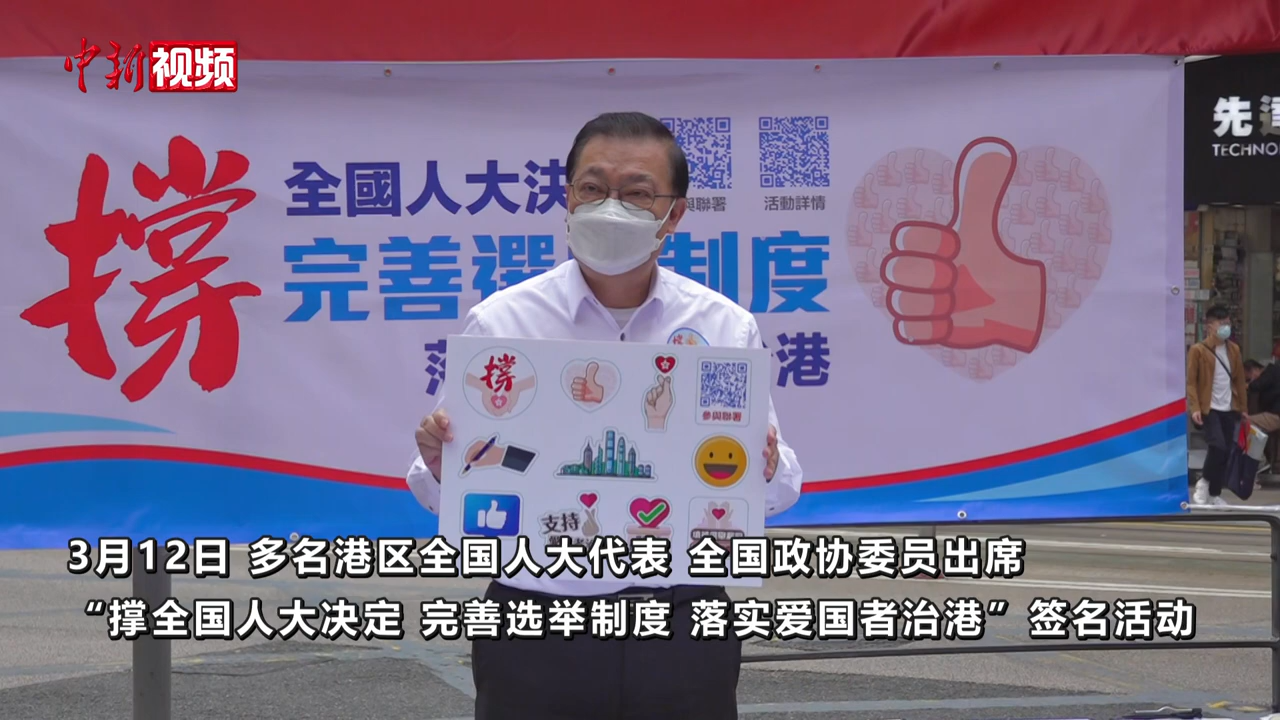 中新视频
撐
全國人大決
完善選 制度
落
港
與聯署
活動詳情
先達
TECHNO
撐
參與聯署
支持
3月12日 多名港区全国人大代表 全国政协委员出席
“撑全国人大决定 完善选举制度 落实爱国者治港”签名活动